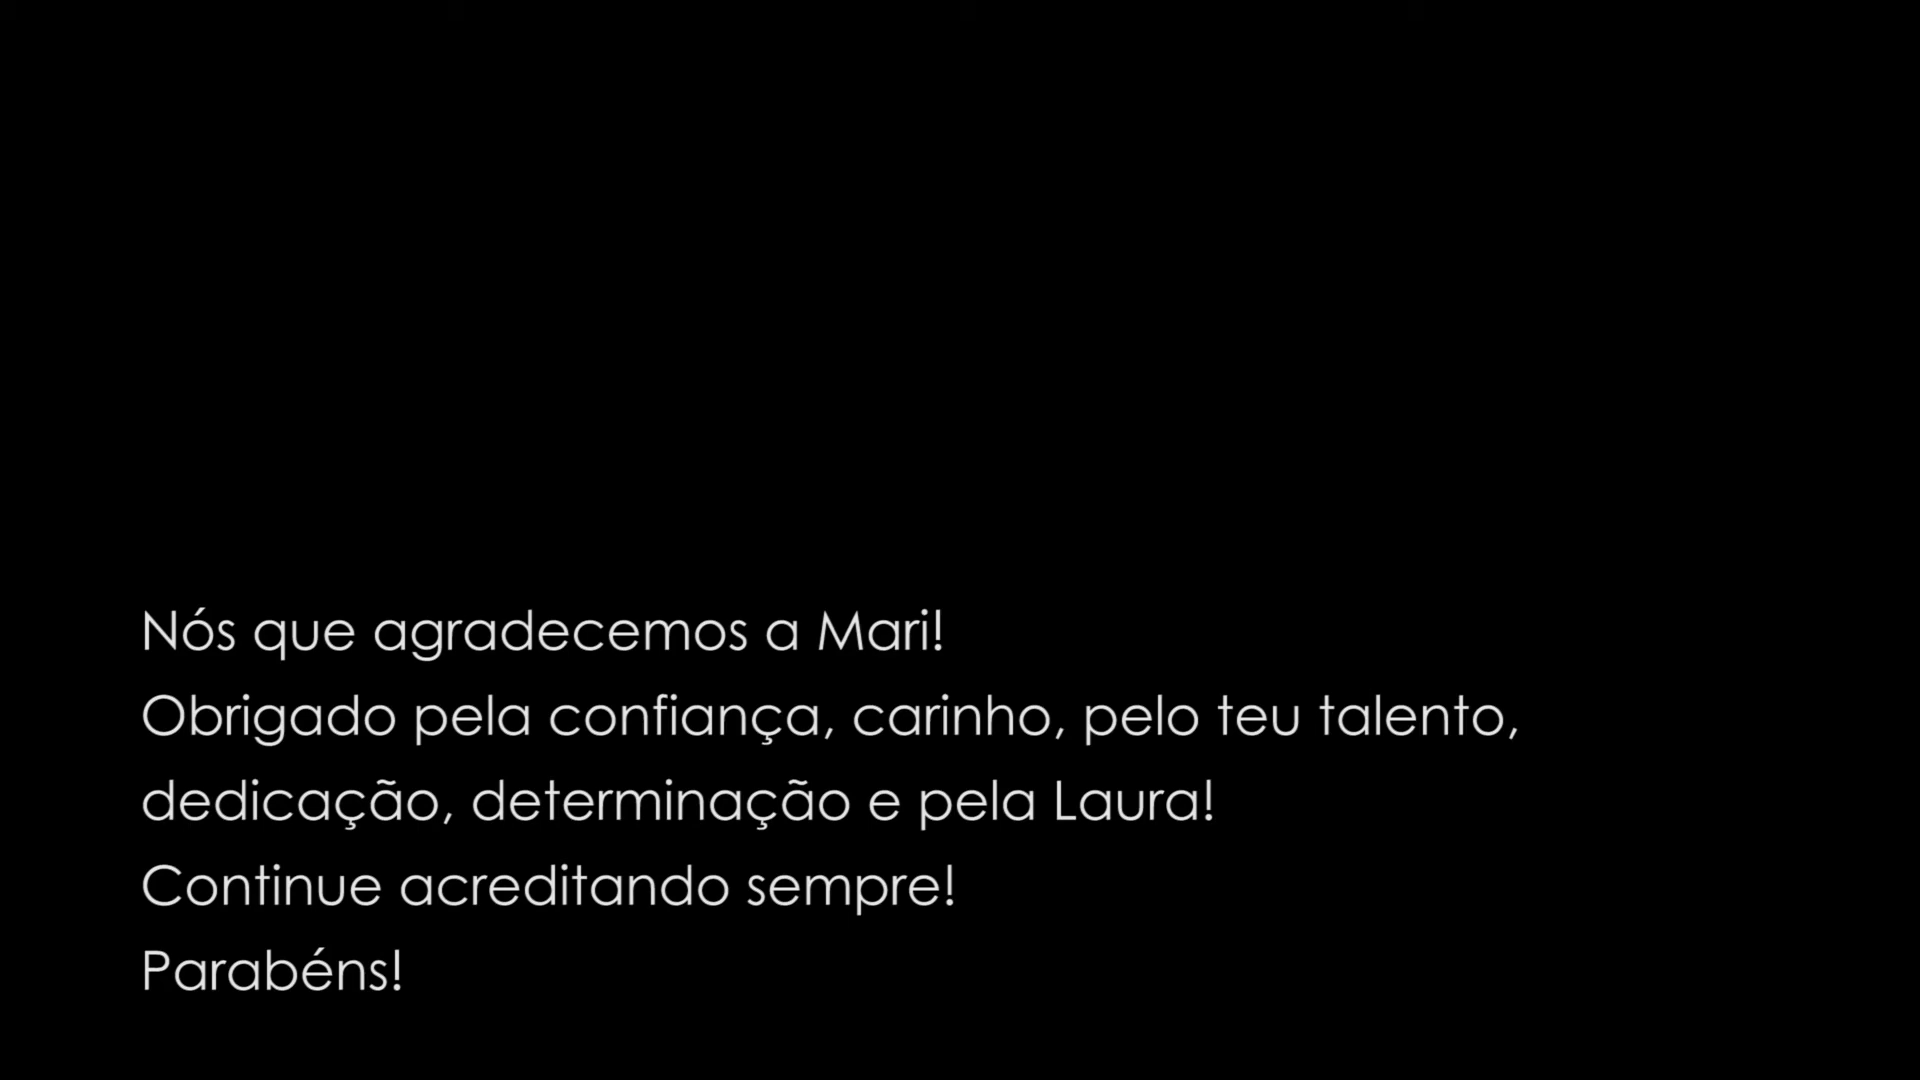 Nós que agradecemos a Mari!
Obrigado pela confiança, carinho, pelo teu talento,
dedicação, determinação e pela Laura!
Continue acreditando sempre!
Parabéns!